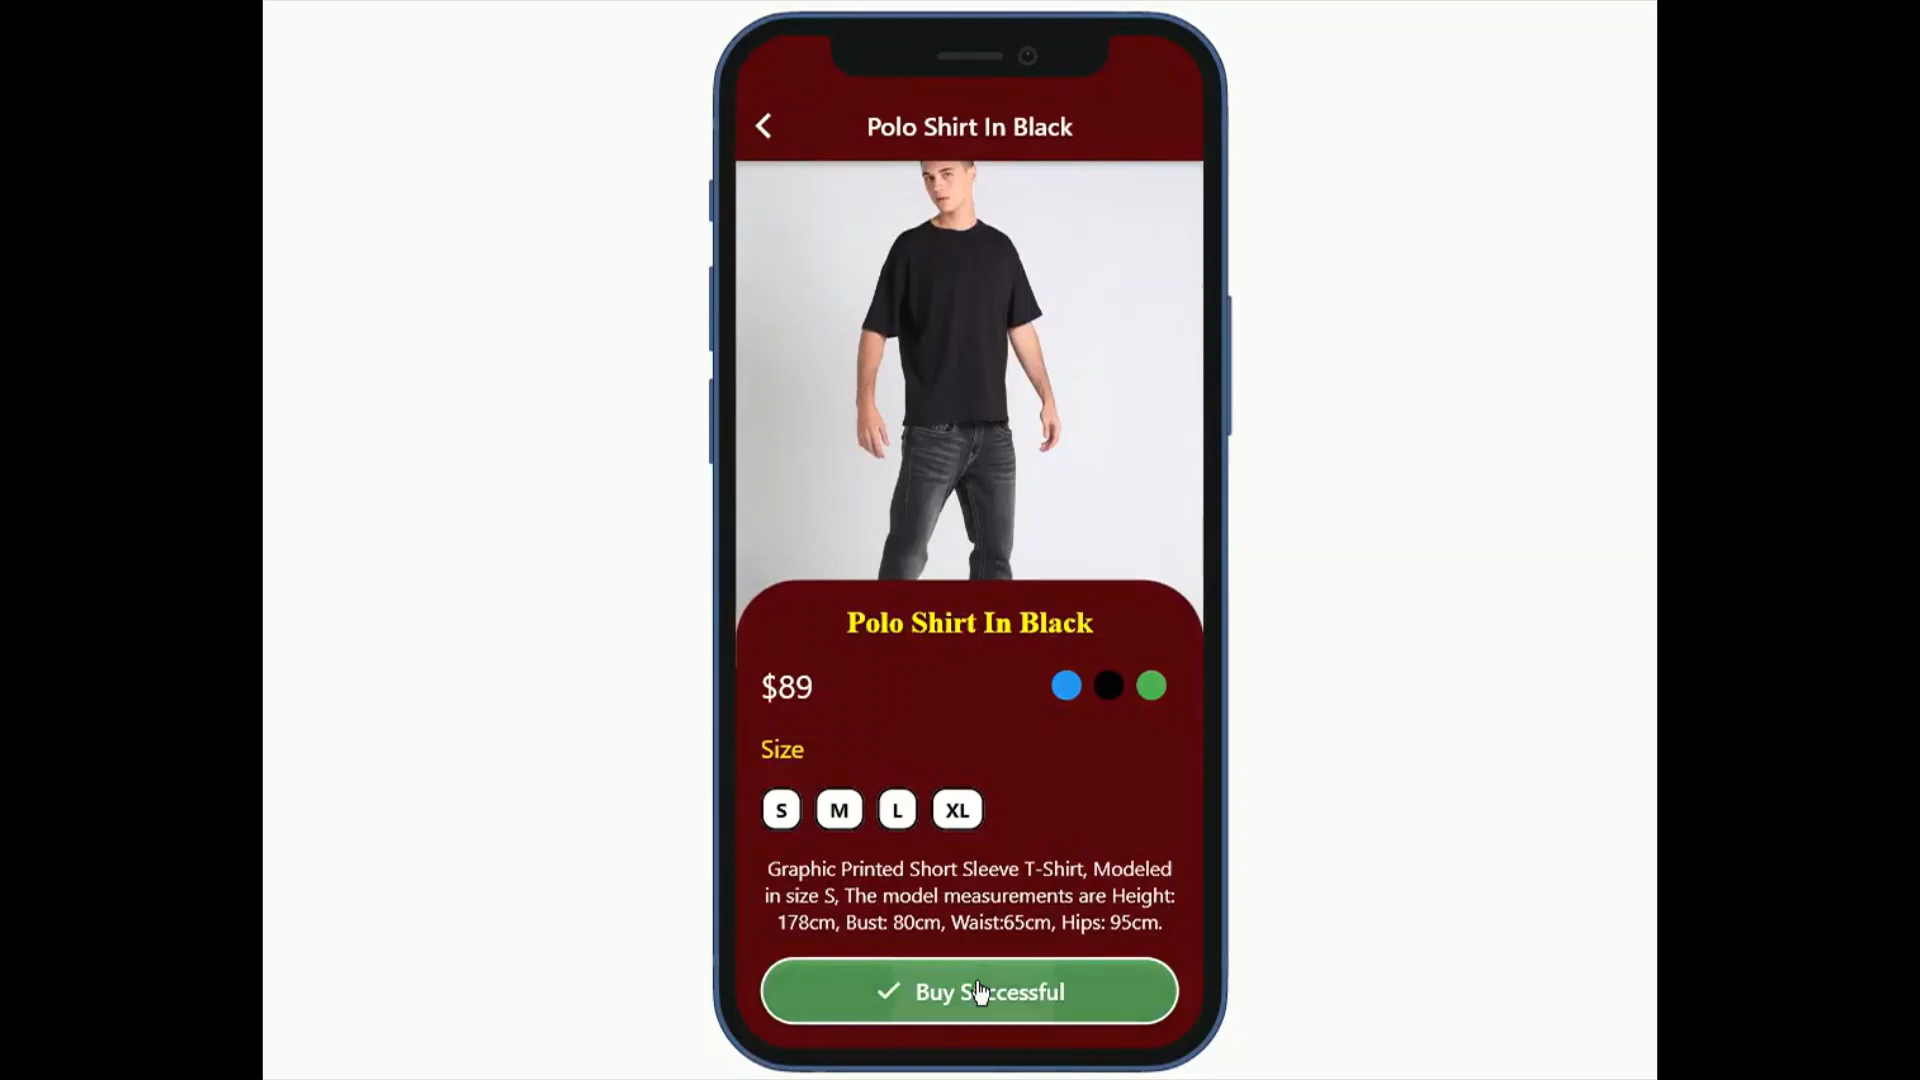 Polo Shirt In Black
Polo Shirt In Black
$89
Size
S M L XL
Graphic Printed Short Sleeve T-Shirt, Modeled
in size S, The model measurements are Height:
178cm, Bust: 80cm, Waist:65cm, Hips: 95cm.
Buy Successful